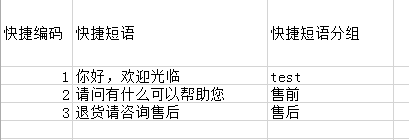 快捷编码 快捷短语 快捷短语分组
1 你好，欢迎光临 test
2 请问有什么可以帮助您 售前
3 退货请咨询售后 售后